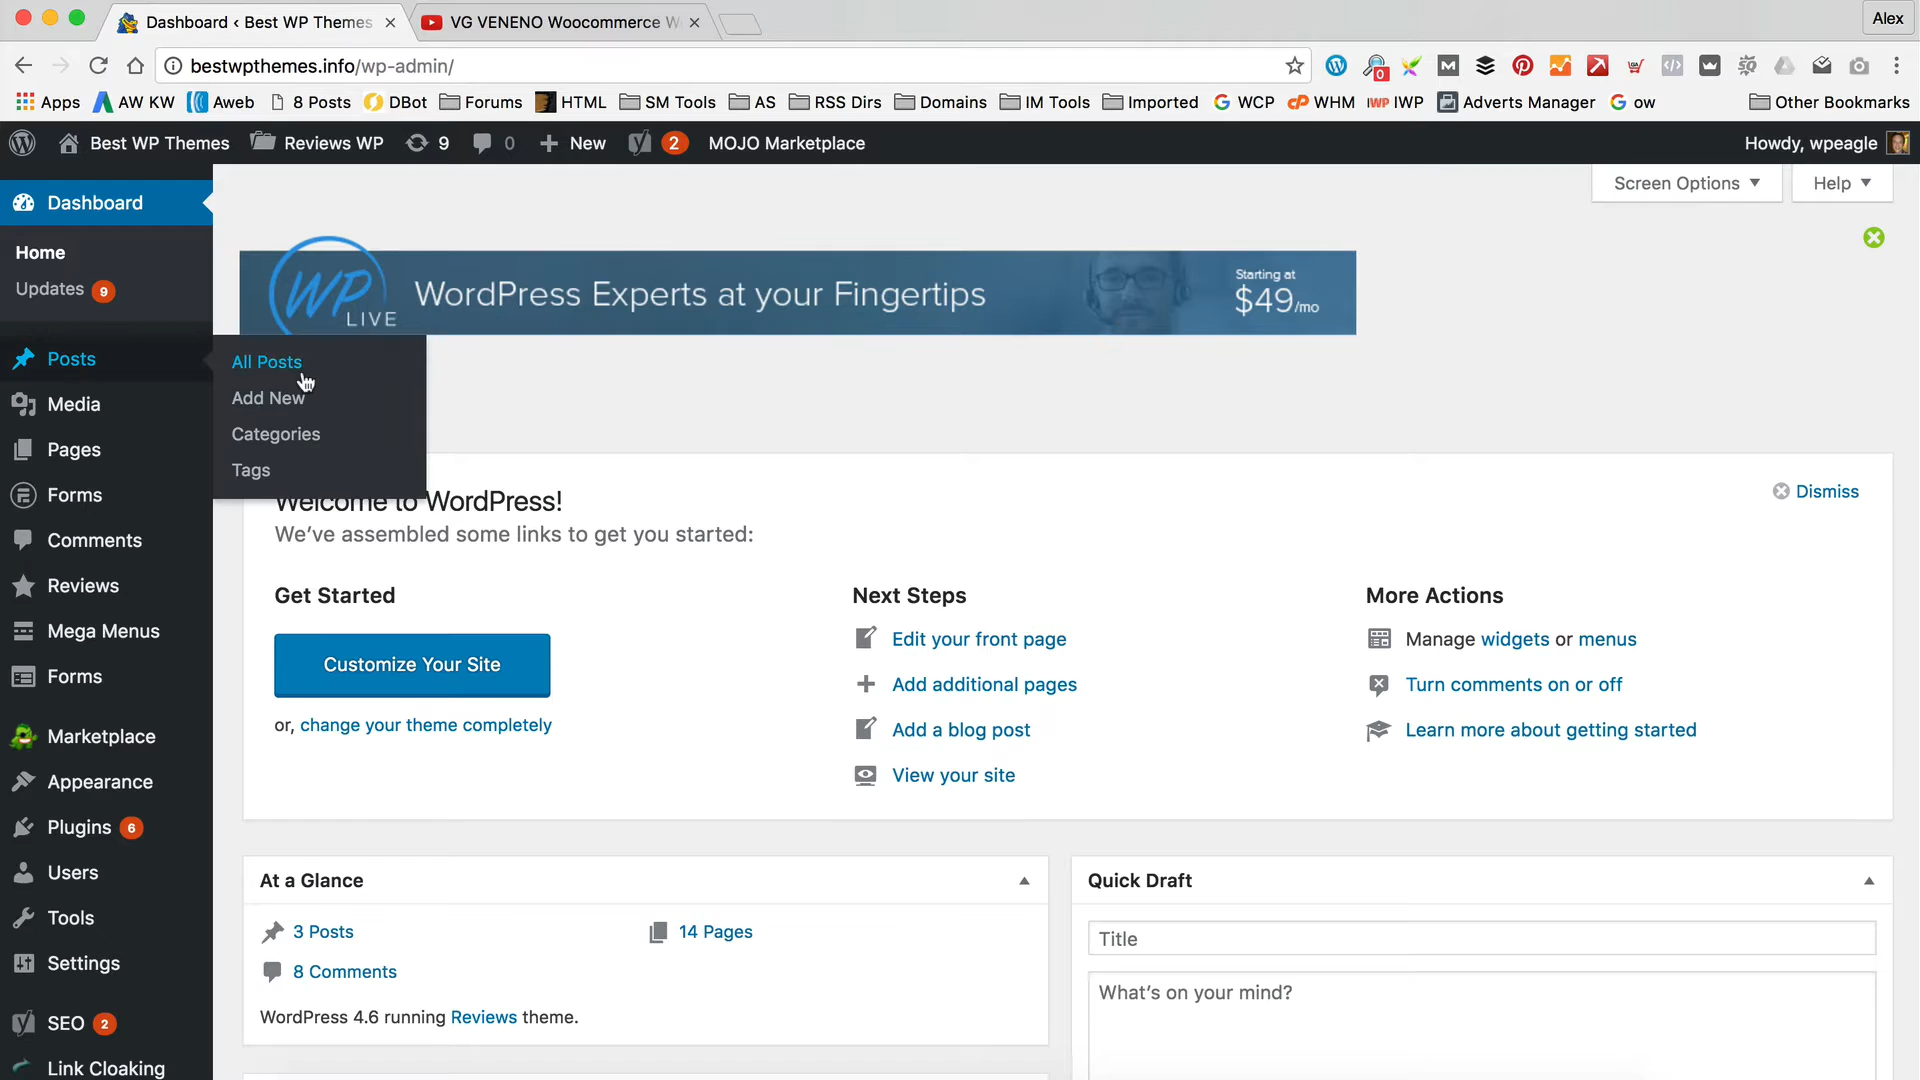 Dashboard ‹ Best WP Themes
VG VENENO Woocommerce W
Alex
bestwpthemes.info/wp-admin/
0
Apps
AW KW
Aweb
8 Posts
DBot
Forums
HTML
SM Tools
AS
RSS Dirs
Domains
IM Tools
Imported
WCP
WHM
IWP
Adverts Manager
ow
Other Bookmarks
Best WP Themes
Reviews WP
9
0
New
2
MOJO Marketplace
Howdy, wpeagle
Dashboard
Home
Updates 9
Posts
Media
Pages
Forms
Comments
Reviews
Mega Menus
Forms
Marketplace
Appearance
Plugins 6
Users
Tools
Settings
SEO 2
Link Cloaking
All Posts
Add New
Categories
Tags
Screen Options
Help
WP LIVE
WordPress Experts at your Fingertips
Starting at
$49/mo
Welcome to WordPress!
We've assembled some links to get you started:
Dismiss
Get Started
Customize Your Site
or, change your theme completely
Next Steps
Edit your front page
Add additional pages
Add a blog post
View your site
More Actions
Manage widgets or menus
Turn comments on or off
Learn more about getting started
At a Glance
3 Posts
14 Pages
8 Comments
WordPress 4.6 running Reviews theme.
Quick Draft
Title
What's on your mind?